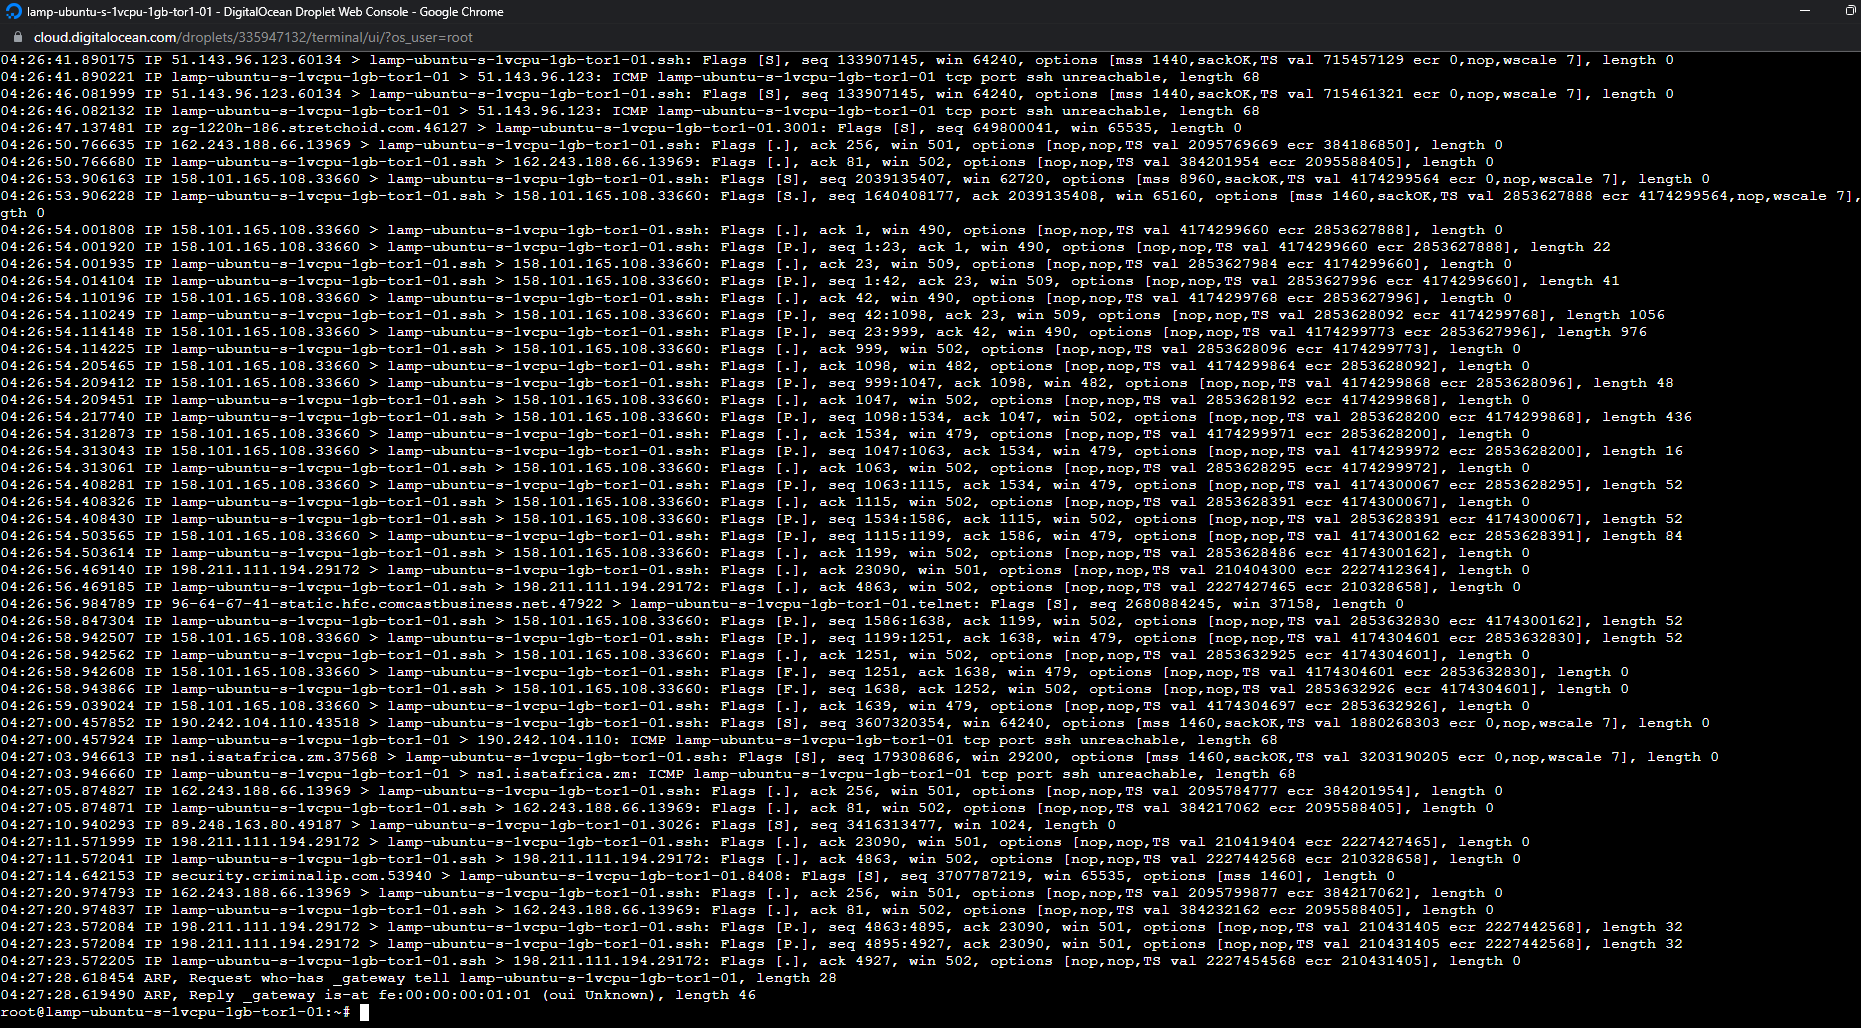 lamp-ubuntu-s-1vcpu-1gb-tor1-01 - DigitalOcean Droplet Web Console - Google Chrome
cloud.digitalocean.com/droplets/335947132/terminal/ui/?os_user=root
04:26:41.890175 IP 51.143.96.123.60134 > lamp-ubuntu-s-1vcpu-1gb-tor1-01.ssh: Flags [S], seq 133907145, win 64240, options [mss 1440,sackOK,TS val 715457129 ecr 0,nop,wscale 7], length 0
04:26:41.890221 IP lamp-ubuntu-s-1vcpu-1gb-tor1-01 > 51.143.96.123: ICMP lamp-ubuntu-s-1vcpu-1gb-tor1-01 tcp port ssh unreachable, length 68
04:26:46.081999 IP 51.143.96.123.60134 > lamp-ubuntu-s-1vcpu-1gb-tor1-01.ssh: Flags [S], seq 133907145, win 64240, options [mss 1440,sackOK,TS val 715461321 ecr 0,nop,wscale 7], length 0
04:26:46.082132 IP lamp-ubuntu-s-1vcpu-1gb-tor1-01 > 51.143.96.123: ICMP lamp-ubuntu-s-1vcpu-1gb-tor1-01 tcp port ssh unreachable, length 68
04:26:47.137481 IP zg-1220h-186.stretchoid.com.46127 > lamp-ubuntu-s-1vcpu-1gb-tor1-01.3001: Flags [S], seq 649800041, win 65535, length 0
04:26:50.766635 IP 162.243.188.66.13969 > lamp-ubuntu-s-1vcpu-1gb-tor1-01.ssh: Flags [.], ack 256, win 501, options [nop,nop,TS val 2095769669 ecr 384186850], length 0
04:26:50.766680 IP lamp-ubuntu-s-1vcpu-1gb-tor1-01.ssh > 162.243.188.66.13969: Flags [.], ack 81, win 502, options [nop,nop,TS val 384201954 ecr 2095588405], length 0
04:26:53.906163 IP 158.101.165.108.33660 > lamp-ubuntu-s-1vcpu-1gb-tor1-01.ssh: Flags [S], seq 2039135407, win 62720, options [mss 8960,sackOK,TS val 4174299564 ecr 0,nop,wscale 7], length 0
04:26:53.906228 IP lamp-ubuntu-s-1vcpu-1gb-tor1-01.ssh > 158.101.165.108.33660: Flags [S.], seq 1640408177, ack 2039135408, win 65160, options [mss 1460,sackOK,TS val 2853627888 ecr 4174299564,nop,wscale 7],
gth 0
04:26:54.001808 IP 158.101.165.108.33660 > lamp-ubuntu-s-1vcpu-1gb-tor1-01.ssh: Flags [.], ack 1, win 490, options [nop,nop,TS val 4174299660 ecr 2853627888], length 0
04:26:54.001920 IP 158.101.165.108.33660 > lamp-ubuntu-s-1vcpu-1gb-tor1-01.ssh: Flags [P.], seq 1:23, ack 1, win 490, options [nop,nop,TS val 4174299660 ecr 2853627888], length 22
04:26:54.001935 IP lamp-ubuntu-s-1vcpu-1gb-tor1-01.ssh > 158.101.165.108.33660: Flags [.], ack 23, win 509, options [nop,nop,TS val 2853627984 ecr 4174299660], length 0
04:26:54.014104 IP lamp-ubuntu-s-1vcpu-1gb-tor1-01.ssh > 158.101.165.108.33660: Flags [P.], seq 1:42, ack 23, win 509, options [nop,nop,TS val 2853627996 ecr 4174299660], length 41
04:26:54.110196 IP 158.101.165.108.33660 > lamp-ubuntu-s-1vcpu-1gb-tor1-01.ssh: Flags [.], ack 42, win 490, options [nop,nop,TS val 4174299768 ecr 2853627996], length 0
04:26:54.110249 IP lamp-ubuntu-s-1vcpu-1gb-tor1-01.ssh > 158.101.165.108.33660: Flags [P.], seq 42:1098, ack 23, win 509, options [nop,nop,TS val 2853628092 ecr 4174299768], length 1056
04:26:54.114148 IP 158.101.165.108.33660 > lamp-ubuntu-s-1vcpu-1gb-tor1-01.ssh: Flags [P.], seq 23:999, ack 42, win 490, options [nop,nop,TS val 4174299773 ecr 2853627996], length 976
04:26:54.114225 IP lamp-ubuntu-s-1vcpu-1gb-tor1-01.ssh > 158.101.165.108.33660: Flags [.], ack 999, win 502, options [nop,nop,TS val 2853628096 ecr 4174299773], length 0
04:26:54.205465 IP 158.101.165.108.33660 > lamp-ubuntu-s-1vcpu-1gb-tor1-01.ssh: Flags [.], ack 1098, win 482, options [nop,nop,TS val 4174299864 ecr 2853628092], length 0
04:26:54.209412 IP 158.101.165.108.33660 > lamp-ubuntu-s-1vcpu-1gb-tor1-01.ssh: Flags [P.], seq 999:1047, ack 1098, win 482, options [nop,nop,TS val 4174299868 ecr 2853628096], length 48
04:26:54.209451 IP lamp-ubuntu-s-1vcpu-1gb-tor1-01.ssh > 158.101.165.108.33660: Flags [.], ack 1047, win 502, options [nop,nop,TS val 2853628192 ecr 4174299868], length 0
04:26:54.217740 IP lamp-ubuntu-s-1vcpu-1gb-tor1-01.ssh > 158.101.165.108.33660: Flags [P.], seq 1098:1534, ack 1047, win 502, options [nop,nop,TS val 2853628200 ecr 4174299868], length 436
04:26:54.312873 IP 158.101.165.108.33660 > lamp-ubuntu-s-1vcpu-1gb-tor1-01.ssh: Flags [.], ack 1534, win 479, options [nop,nop,TS val 4174299971 ecr 2853628200], length 0
04:26:54.313043 IP 158.101.165.108.33660 > lamp-ubuntu-s-1vcpu-1gb-tor1-01.ssh: Flags [P.], seq 1047:1063, ack 1534, win 479, options [nop,nop,TS val 4174299972 ecr 2853628200], length 16
04:26:54.313061 IP lamp-ubuntu-s-1vcpu-1gb-tor1-01.ssh > 158.101.165.108.33660: Flags [.], ack 1063, win 502, options [nop,nop,TS val 2853628295 ecr 4174299972], length 0
04:26:54.408281 IP 158.101.165.108.33660 > lamp-ubuntu-s-1vcpu-1gb-tor1-01.ssh: Flags [P.], seq 1063:1115, ack 1534, win 479, options [nop,nop,TS val 4174300067 ecr 2853628295], length 52
04:26:54.408326 IP lamp-ubuntu-s-1vcpu-1gb-tor1-01.ssh > 158.101.165.108.33660: Flags [.], ack 1115, win 502, options [nop,nop,TS val 2853628391 ecr 4174300067], length 0
04:26:54.408430 IP lamp-ubuntu-s-1vcpu-1gb-tor1-01.ssh > 158.101.165.108.33660: Flags [P.], seq 1534:1586, ack 1115, win 502, options [nop,nop,TS val 2853628391 ecr 4174300067], length 52
04:26:54.503565 IP 158.101.165.108.33660 > lamp-ubuntu-s-1vcpu-1gb-tor1-01.ssh: Flags [P.], seq 1115:1199, ack 1586, win 479, options [nop,nop,TS val 4174300162 ecr 2853628391], length 84
04:26:54.503614 IP lamp-ubuntu-s-1vcpu-1gb-tor1-01.ssh > 158.101.165.108.33660: Flags [.], ack 1199, win 502, options [nop,nop,TS val 2853628486 ecr 4174300162], length 0
04:26:56.469140 IP 198.211.111.194.29172 > lamp-ubuntu-s-1vcpu-1gb-tor1-01.ssh: Flags [.], ack 23090, win 501, options [nop,nop,TS val 210404300 ecr 2227412364], length 0
04:26:56.469185 IP lamp-ubuntu-s-1vcpu-1gb-tor1-01.ssh > 198.211.111.194.29172: Flags [.], ack 4863, win 502, options [nop,nop,TS val 2227427465 ecr 210328658], length 0
04:26:56.984789 IP 96-64-67-41-static.hfc.comcastbusiness.net.47922 > lamp-ubuntu-s-1vcpu-1gb-tor1-01.telnet: Flags [S], seq 2680884245, win 37158, length 0
04:26:58.847304 IP lamp-ubuntu-s-1vcpu-1gb-tor1-01.ssh > 158.101.165.108.33660: Flags [P.], seq 1586:1638, ack 1199, win 502, options [nop,nop,TS val 2853632830 ecr 4174300162], length 52
04:26:58.942507 IP 158.101.165.108.33660 > lamp-ubuntu-s-1vcpu-1gb-tor1-01.ssh: Flags [P.], seq 1199:1251, ack 1638, win 479, options [nop,nop,TS val 4174304601 ecr 2853632830], length 52
04:26:58.942562 IP lamp-ubuntu-s-1vcpu-1gb-tor1-01.ssh > 158.101.165.108.33660: Flags [.], ack 1251, win 502, options [nop,nop,TS val 2853632925 ecr 4174304601], length 0
04:26:58.942608 IP 158.101.165.108.33660 > lamp-ubuntu-s-1vcpu-1gb-tor1-01.ssh: Flags [F.], seq 1251, ack 1638, win 479, options [nop,nop,TS val 4174304601 ecr 2853632830], length 0
04:26:58.943866 IP lamp-ubuntu-s-1vcpu-1gb-tor1-01.ssh > 158.101.165.108.33660: Flags [F.], seq 1638, ack 1252, win 502, options [nop,nop,TS val 2853632926 ecr 4174304601], length 0
04:26:59.039024 IP 158.101.165.108.33660 > lamp-ubuntu-s-1vcpu-1gb-tor1-01.ssh: Flags [.], ack 1639, win 479, options [nop,nop,TS val 4174304697 ecr 2853632926], length 0
04:27:00.457852 IP 190.242.104.110.43518 > lamp-ubuntu-s-1vcpu-1gb-tor1-01.ssh: Flags [S], seq 3607320354, win 64240, options [mss 1460,sackOK,TS val 1880268303 ecr 0,nop,wscale 7], length 0
04:27:00.457924 IP lamp-ubuntu-s-1vcpu-1gb-tor1-01 > 190.242.104.110: ICMP lamp-ubuntu-s-1vcpu-1gb-tor1-01 tcp port ssh unreachable, length 68
04:27:03.946613 IP ns1.isatafrica.zm.37568 > lamp-ubuntu-s-1vcpu-1gb-tor1-01.ssh: Flags [S], seq 179308686, win 29200, options [mss 1460,sackOK,TS val 3203190205 ecr 0,nop,wscale 7], length 0
04:27:03.946660 IP lamp-ubuntu-s-1vcpu-1gb-tor1-01 > ns1.isatafrica.zm: ICMP lamp-ubuntu-s-1vcpu-1gb-tor1-01 tcp port ssh unreachable, length 68
04:27:05.874827 IP 162.243.188.66.13969 > lamp-ubuntu-s-1vcpu-1gb-tor1-01.ssh: Flags [.], ack 256, win 501, options [nop,nop,TS val 2095784777 ecr 384201954], length 0
04:27:05.874871 IP lamp-ubuntu-s-1vcpu-1gb-tor1-01.ssh > 162.243.188.66.13969: Flags [.], ack 81, win 502, options [nop,nop,TS val 384217062 ecr 2095588405], length 0
04:27:10.940293 IP 89.248.163.80.49187 > lamp-ubuntu-s-1vcpu-1gb-tor1-01.3026: Flags [S], seq 3416313477, win 1024, length 0
04:27:11.571999 IP 198.211.111.194.29172 > lamp-ubuntu-s-1vcpu-1gb-tor1-01.ssh: Flags [.], ack 23090, win 501, options [nop,nop,TS val 210419404 ecr 2227427465], length 0
04:27:11.572041 IP lamp-ubuntu-s-1vcpu-1gb-tor1-01.ssh > 198.211.111.194.29172: Flags [.], ack 4863, win 502, options [nop,nop,TS val 2227442568 ecr 210328658], length 0
04:27:14.642153 IP security.criminalip.com.53940 > lamp-ubuntu-s-1vcpu-1gb-tor1-01.8408: Flags [S], seq 3707787219, win 65535, options [mss 1460], length 0
04:27:20.974793 IP 162.243.188.66.13969 > lamp-ubuntu-s-1vcpu-1gb-tor1-01.ssh: Flags [.], ack 256, win 501, options [nop,nop,TS val 2095799877 ecr 384217062], length 0
04:27:20.974837 IP lamp-ubuntu-s-1vcpu-1gb-tor1-01.ssh > 162.243.188.66.13969: Flags [.], ack 81, win 502, options [nop,nop,TS val 384232162 ecr 2095588405], length 0
04:27:23.572084 IP 198.211.111.194.29172 > lamp-ubuntu-s-1vcpu-1gb-tor1-01.ssh: Flags [P.], seq 4863:4895, ack 23090, win 501, options [nop,nop,TS val 210431405 ecr 2227442568], length 32
04:27:23.572084 IP 198.211.111.194.29172 > lamp-ubuntu-s-1vcpu-1gb-tor1-01.ssh: Flags [P.], seq 4895:4927, ack 23090, win 501, options [nop,nop,TS val 210431405 ecr 2227442568], length 32
04:27:23.572205 IP lamp-ubuntu-s-1vcpu-1gb-tor1-01.ssh > 198.211.111.194.29172: Flags [.], ack 4927, win 502, options [nop,nop,TS val 2227454568 ecr 210431405], length 0
04:27:28.618454 ARP, Request who-has _gateway tell lamp-ubuntu-s-1vcpu-1gb-tor1-01, length 28
04:27:28.619490 ARP, Reply _gateway is-at fe:00:00:00:01:01 (oui Unknown), length 46
root@lamp-ubuntu-s-1vcpu-1gb-tor1-01:~#